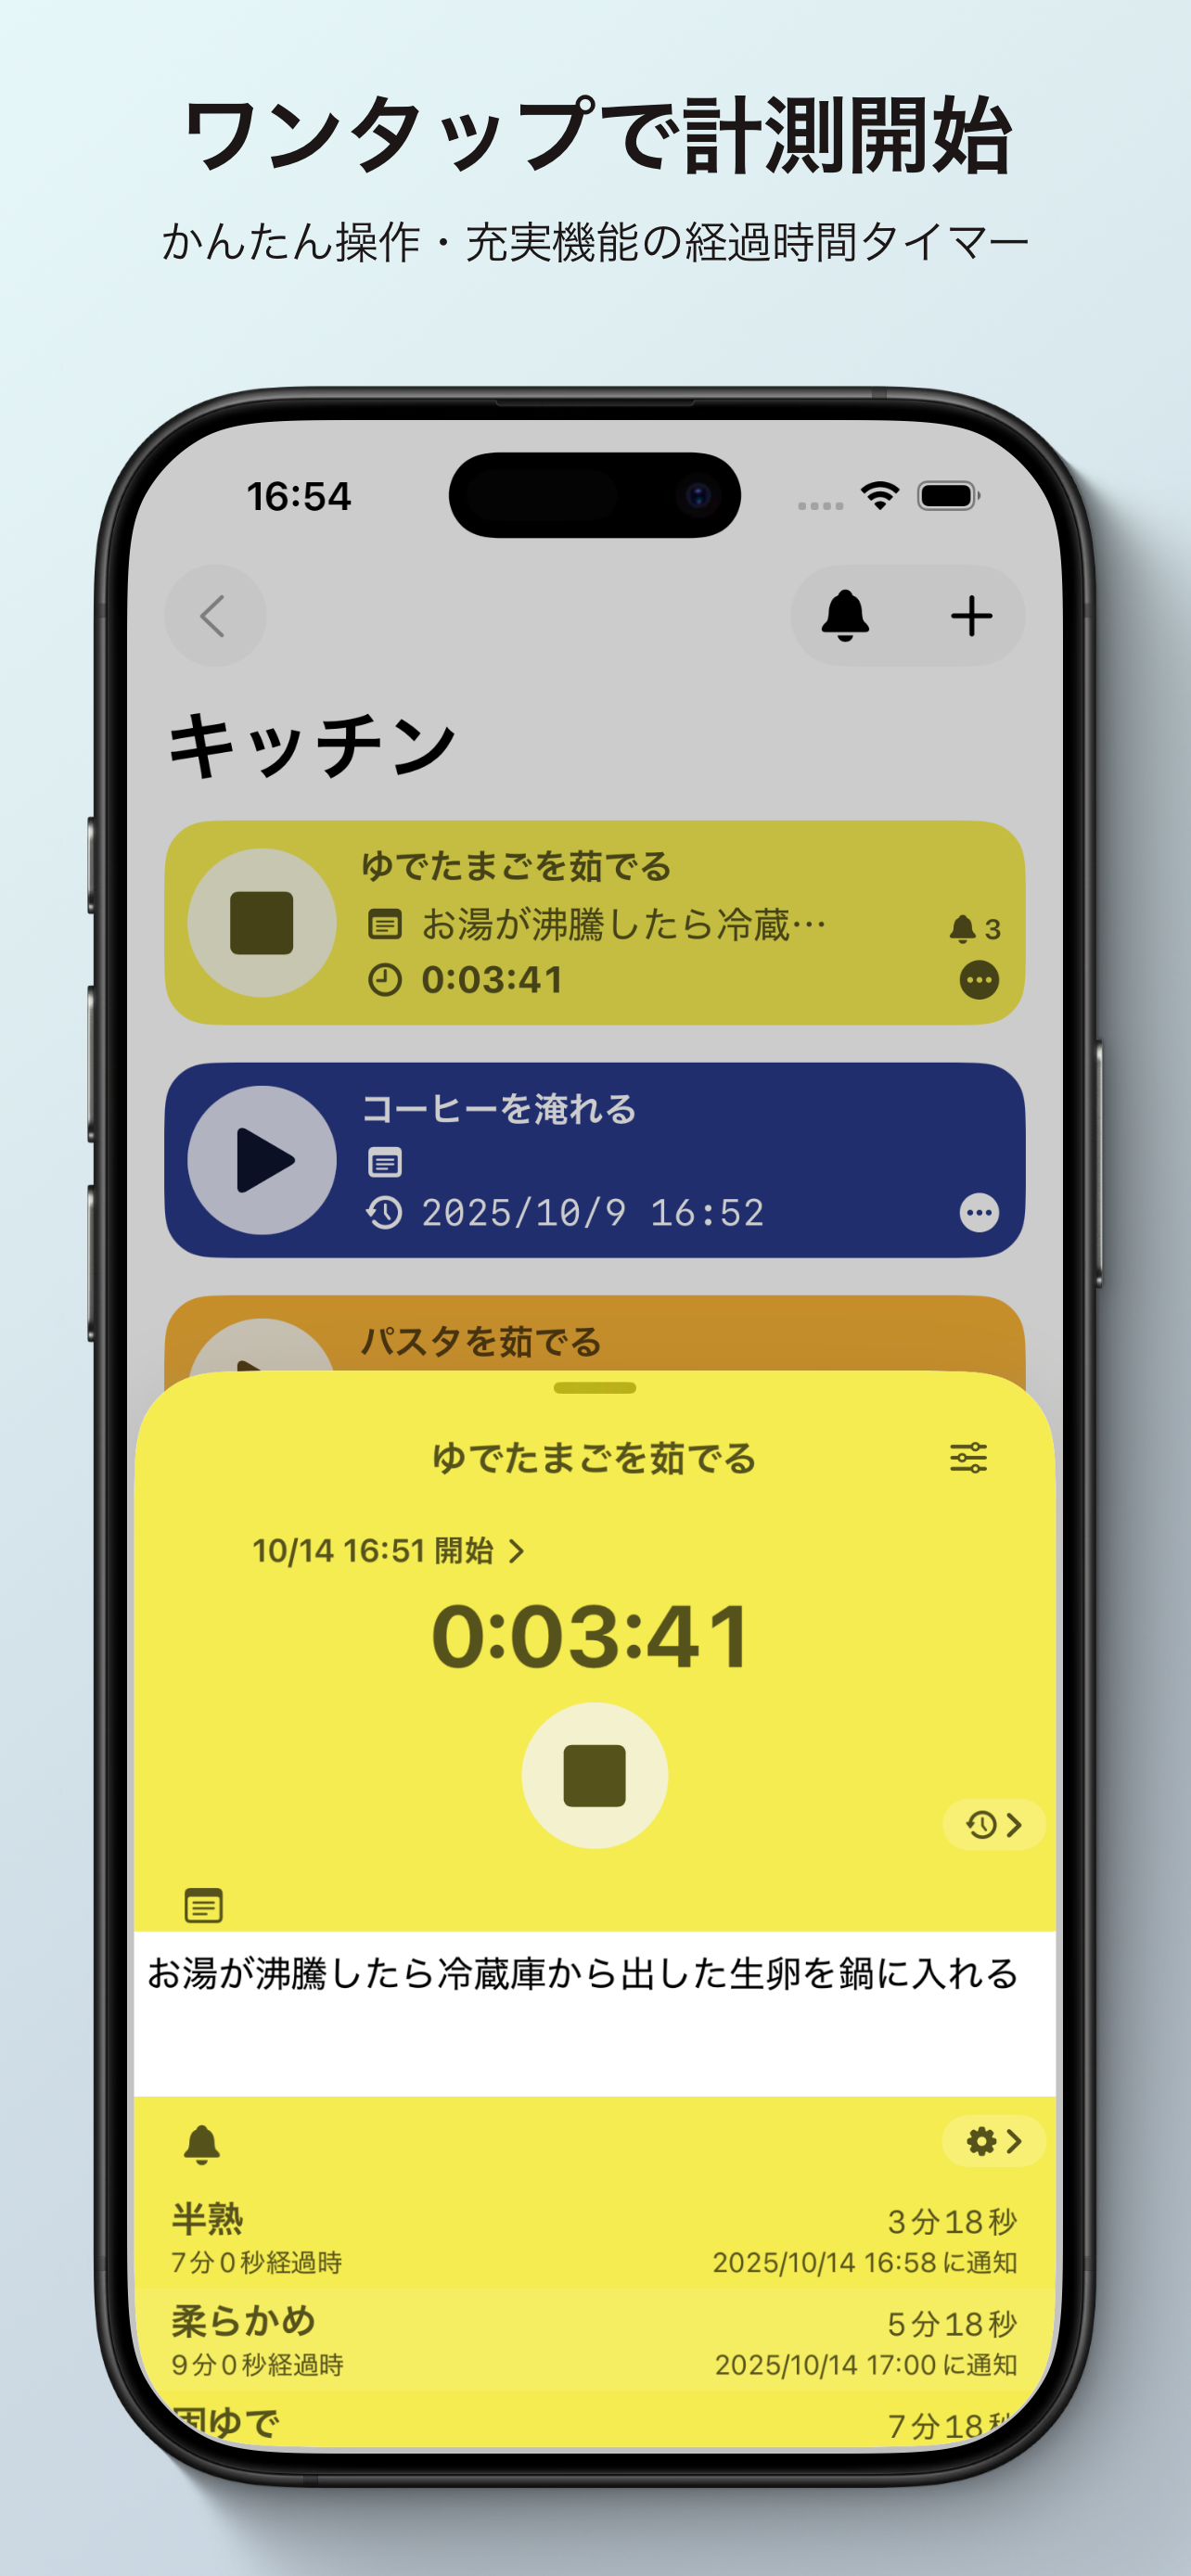 ワンタップで計測開始
かんたん操作・充実機能の経過時間タイマー
16:54
キッチン
ゆでたまごを茹でる
お湯が沸騰したら冷蔵…
3
0:03:41
コーヒーを淹れる
2025/10/9 16:52
パスタを茹でる
ゆでたまごを茹でる
10/14 16:51 開始
0:03:41
お湯が沸騰したら冷蔵庫から出した生卵を鍋に入れる
半熟 3分18秒
7分0秒経過時 2025/10/14 16:58に通知
柔らかめ 5分18秒
9分0秒経過時 2025/10/14 17:00に通知
固ゆで 7分18秒